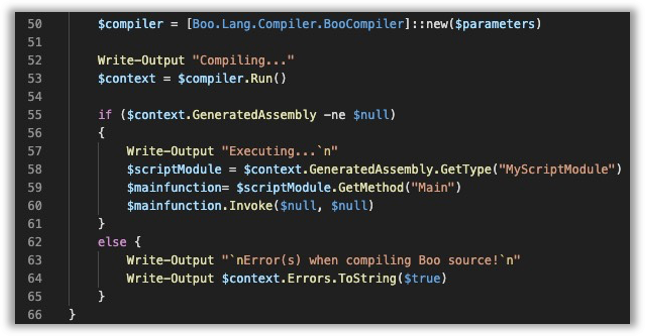 50 $compiler = [Boo.Lang.Compiler.BooCompiler]::new($parameters)
51
52 Write-Output "Compiling..."
53 $context = $compiler.Run()
54
55 if ($context.GeneratedAssembly -ne $null)
56 {
57 Write-Output "Executing...`n"
58 $scriptModule = $context.GeneratedAssembly.GetType("MyScriptModule")
59 $mainfunction= $scriptModule.GetMethod("Main")
60 $mainfunction.Invoke($null, $null)
61 }
62 else {
63 Write-Output "`nError(s) when compiling Boo source!`n"
64 Write-Output $context.Errors.ToString($true)
65 }
66 }